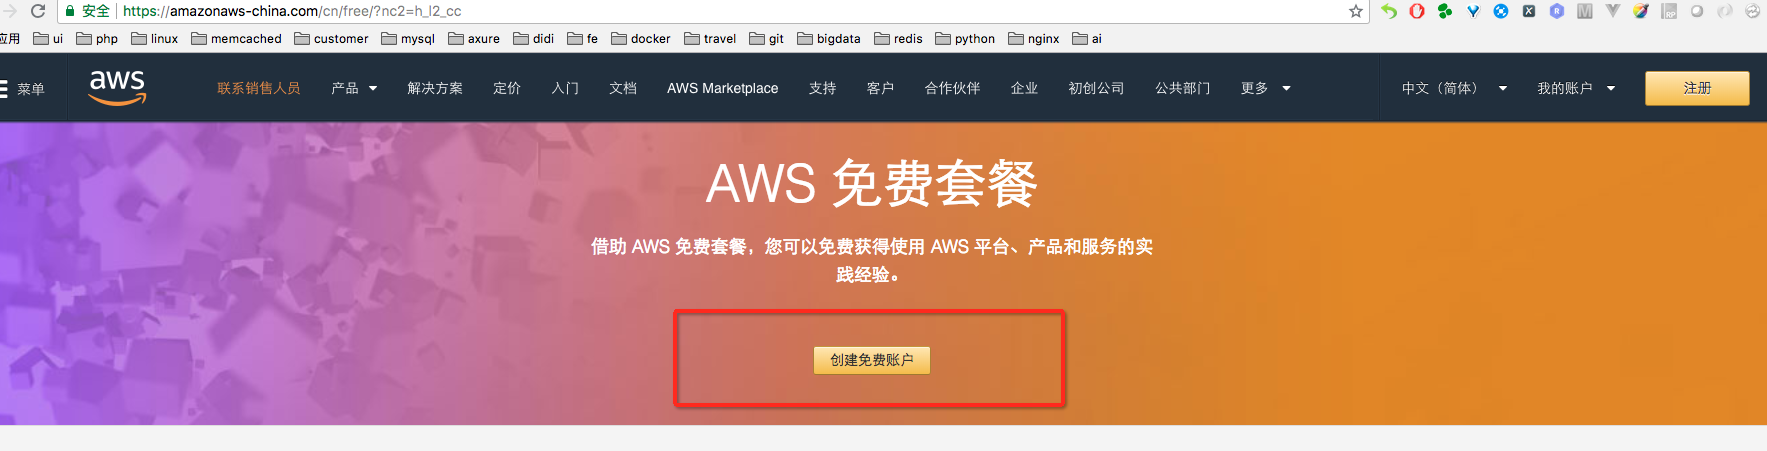 安全 https://amazonaws-china.com/cn/free/?nc2=h_l2_cc
应用 ui php linux memcached customer mysql axure didi fe docker travel git bigdata redis python nginx ai
菜单 aws 联系销售人员 产品 解决方案 定价 入门 文档 AWS Marketplace 支持 客户 合作伙伴 企业 初创公司 公共部门 更多 中文（简体） 我的账户 注册
AWS 免费套餐
借助 AWS 免费套餐，您可以免费获得使用 AWS 平台、产品和服务的实
践经验。
创建免费账户